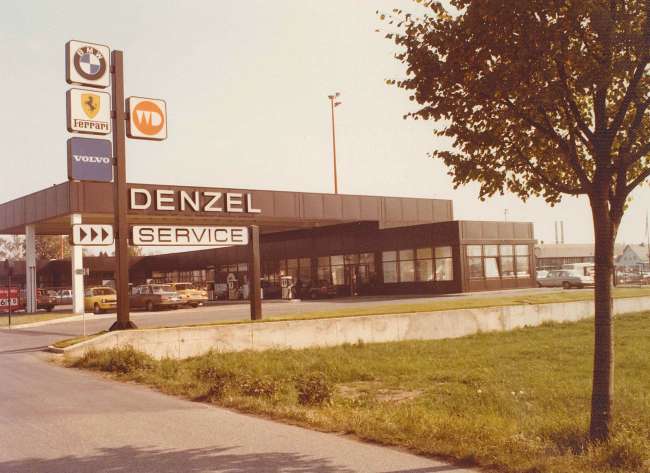 BMW
Ferrari
WD
VOLVO
DENZEL
SERVICE